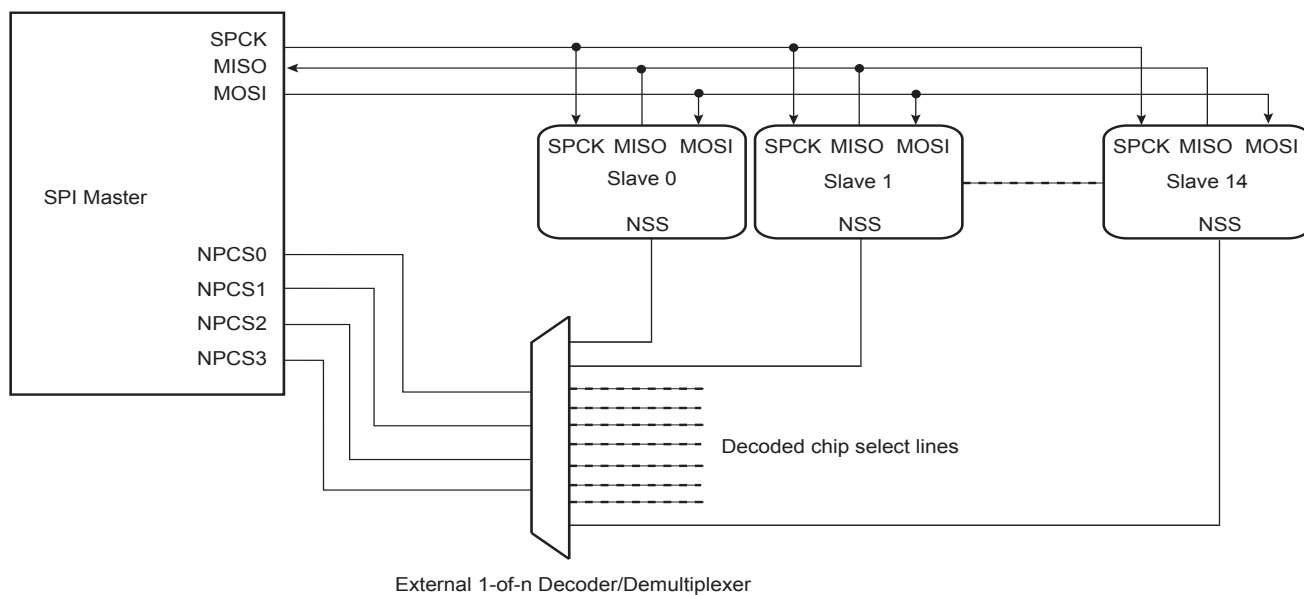 SPCK
MISO
MOSI
SPI Master
NPCS0
NPCS1
NPCS2
NPCS3
SPCK MISO MOSI
Slave 0
NSS
SPCK MISO MOSI
Slave 1
NSS
SPCK MISO MOSI
Slave 14
NSS
Decoded chip select lines
External 1-of-n Decoder/Demultiplexer